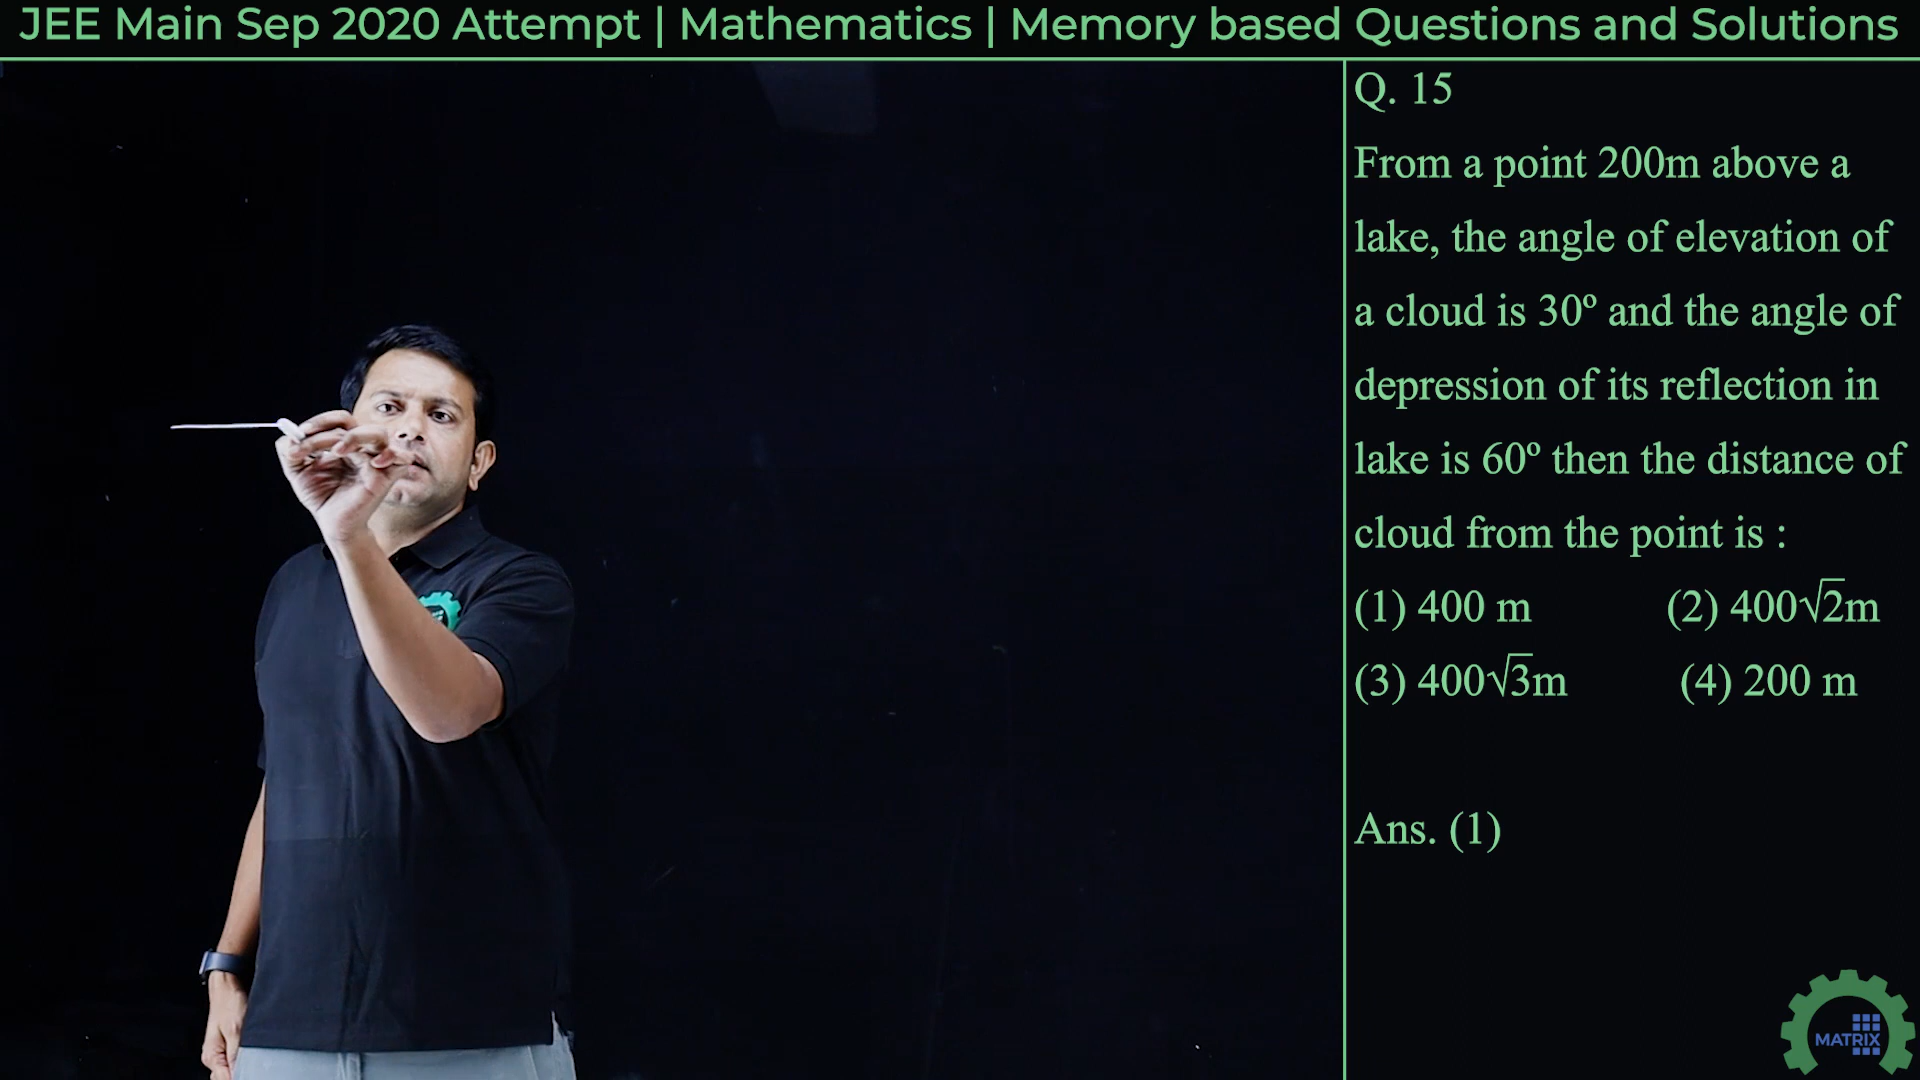 JEE Main Sep 2020 Attempt | Mathematics | Memory based Questions and Solutions
Q. 15
From a point 200m above a
lake, the angle of elevation of
a cloud is 30º and the angle of
depression of its reflection in
lake is 60º then the distance of
cloud from the point is :
(1) 400 m (2) 400√2m
(3) 400√3m (4) 200 m
Ans. (1)
MATRIX